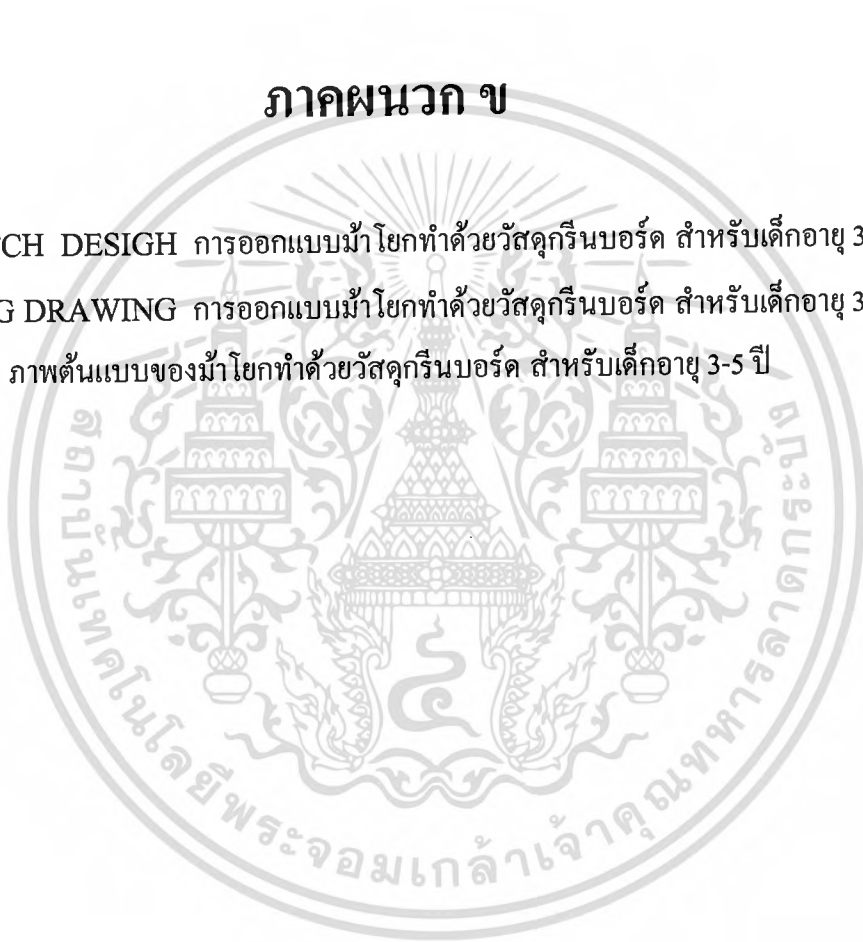 ภาคผนวก ข
TCH DESIGH การออกแบบม้าโยกทำด้วยวัสดุกรีนบอร์ด สำหรับเด็กอายุ 3
G DRAWING การออกแบบม้าโยกทำด้วยวัสดุกรีนบอร์ด สำหรับเด็กอายุ 3
ภาพต้นแบบของม้าโยกทำด้วยวัสดุกรีนบอร์ด สำหรับเด็กอายุ 3-5 ปี
สถาบันเทคโนโลยีพระจอมเกล้าเจ้าคุณทหารลาดกระบัง